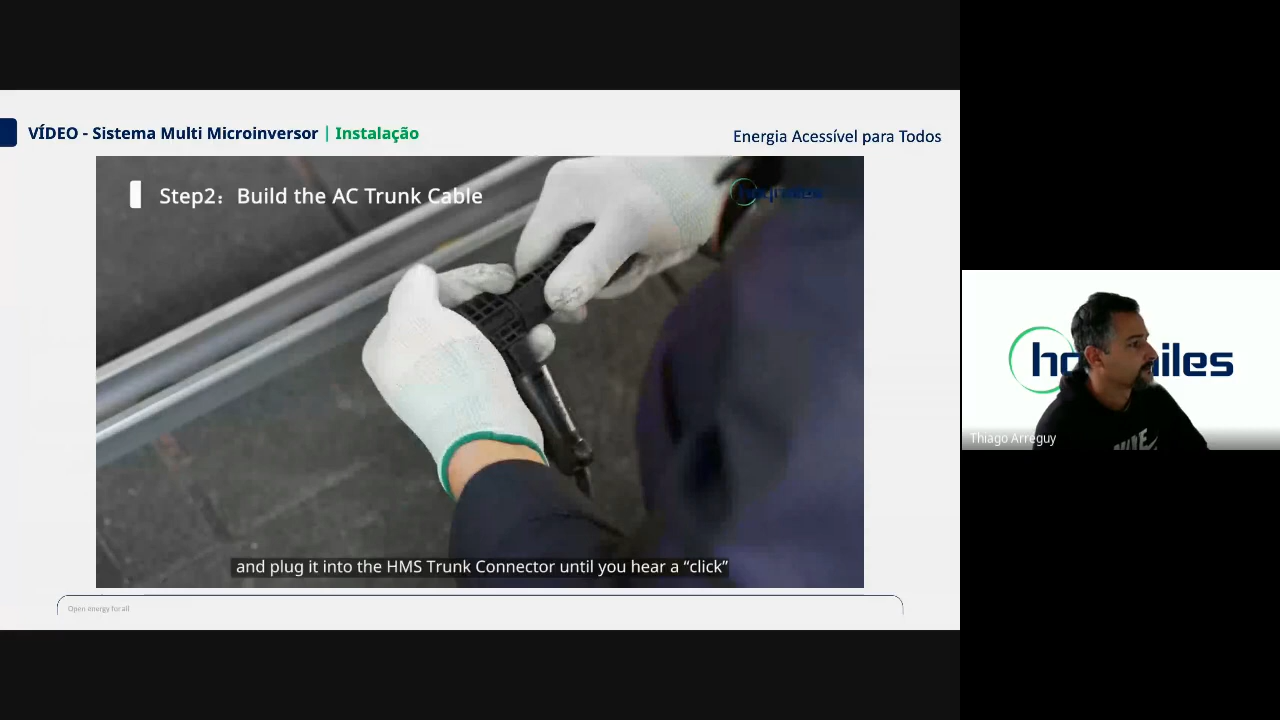 VÍDEO - Sistema Multi Microinversor | Instalação
Energia Acessível para Todos
Step2: Build the AC Trunk Cable
and plug it into the HMS Trunk Connector until you hear a “click”
Open energy for all
Thiago Arreguy